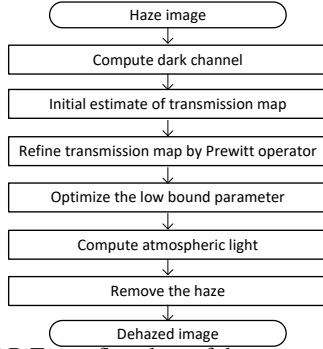 Haze image
Compute dark channel
Initial estimate of transmission map
Refine transmission map by Prewitt operator
Optimize the low bound parameter
Compute atmospheric light
Remove the haze
Dehazed image